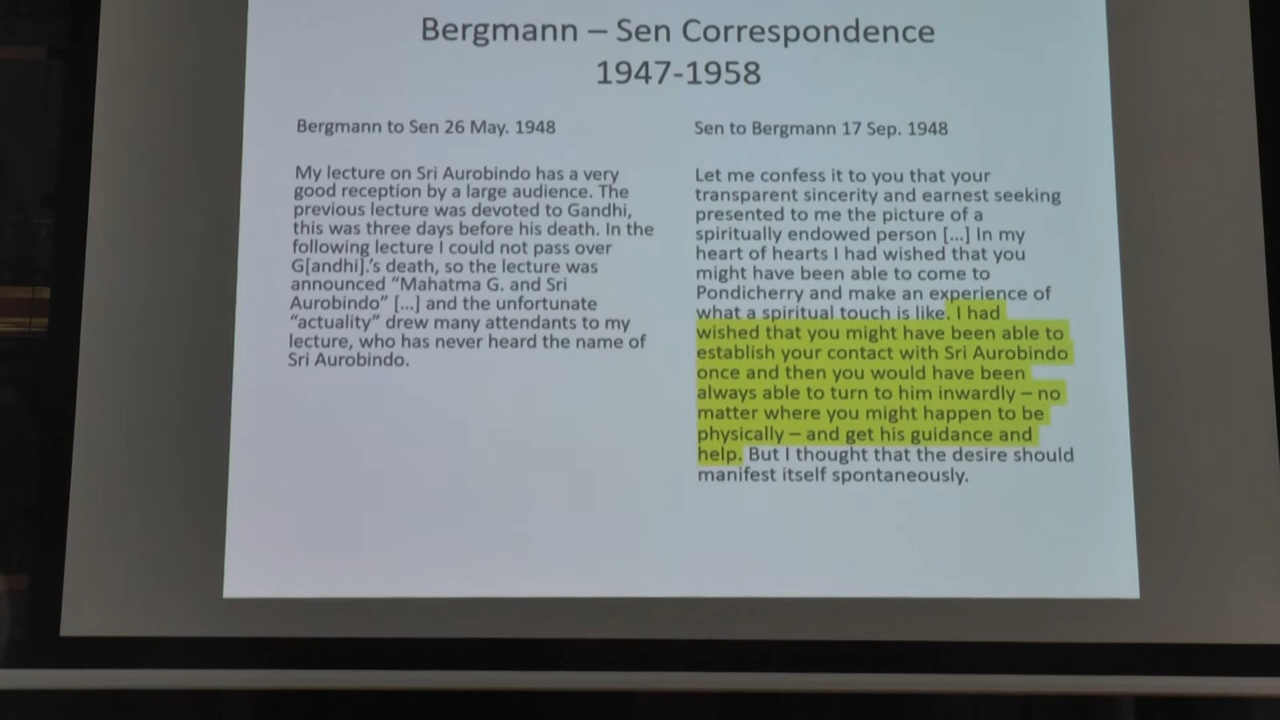 Bergmann – Sen Correspondence
1947-1958
Bergmann to Sen 26 May. 1948
My lecture on Sri Aurobindo has a very
good reception by a large audience. The
previous lecture was devoted to Gandhi,
this was three days before his death. In the
following lecture I could not pass over
G[andhi].’s death, so the lecture was
announced “Mahatma G. and Sri
Aurobindo” […] and the unfortunate
“actuality” drew many attendants to my
lecture, who has never heard the name of
Sri Aurobindo.
Sen to Bergmann 17 Sep. 1948
Let me confess it to you that your
transparent sincerity and earnest seeking
presented to me the picture of a
spiritually endowed person […] In my
heart of hearts I had wished that you
might have been able to come to
Pondicherry and make an experience of
what a spiritual touch is like. I had
wished that you might have been able to
establish your contact with Sri Aurobindo
once and then you would have been
always able to turn to him inwardly – no
matter where you might happen to be
physically – and get his guidance and
help. But I thought that the desire should
manifest itself spontaneously.